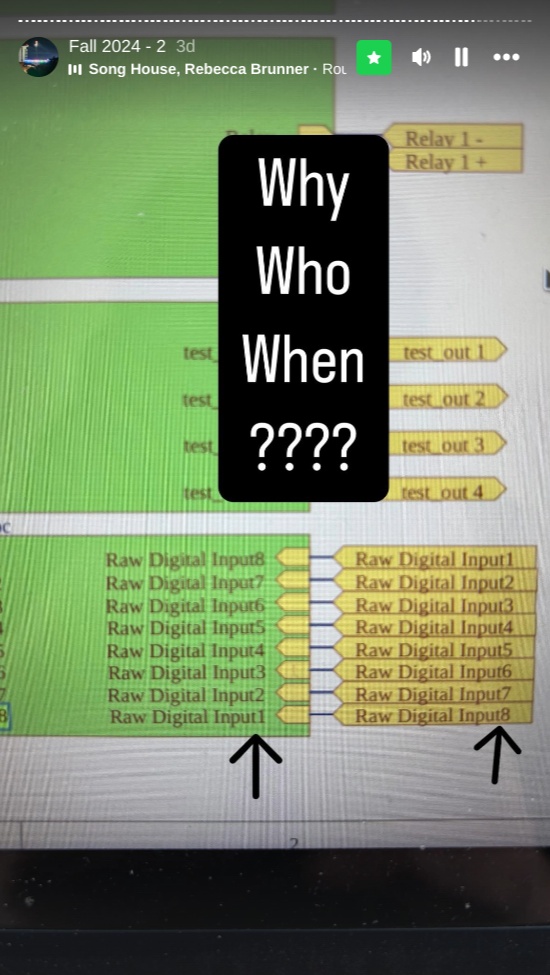 Fall 2024 - 2 3d
Song House, Rebecca Brunner · Rou
Relay 1 -
Relay 1 +
Why
Who
When
????
test_ test_out 1
test_ test_out 2
test_ test_out 3
test_ test_out 4
Raw Digital Input8 Raw Digital Input1
Raw Digital Input7 Raw Digital Input2
Raw Digital Input6 Raw Digital Input3
Raw Digital Input5 Raw Digital Input4
Raw Digital Input4 Raw Digital Input5
Raw Digital Input3 Raw Digital Input6
Raw Digital Input2 Raw Digital Input7
8 Raw Digital Input1 Raw Digital Input8
2